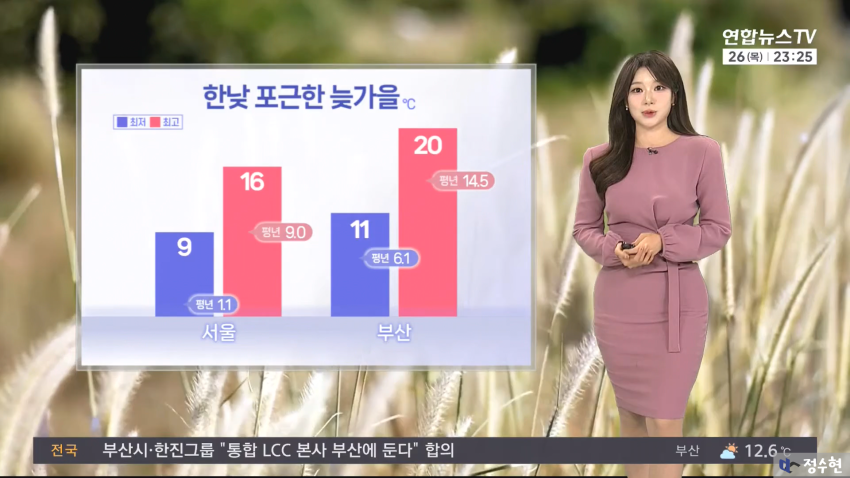 연합뉴스TV
26(목) | 23:25
한낮 포근한 늦가을 ℃
최저 최고
9
평년 1.1
16
평년 9.0
11
평년 6.1
20
평년 14.5
서울 부산
전국 부산시·한진그룹 "통합 LCC 본사 부산에 둔다" 합의 부산 12.6℃
정수현